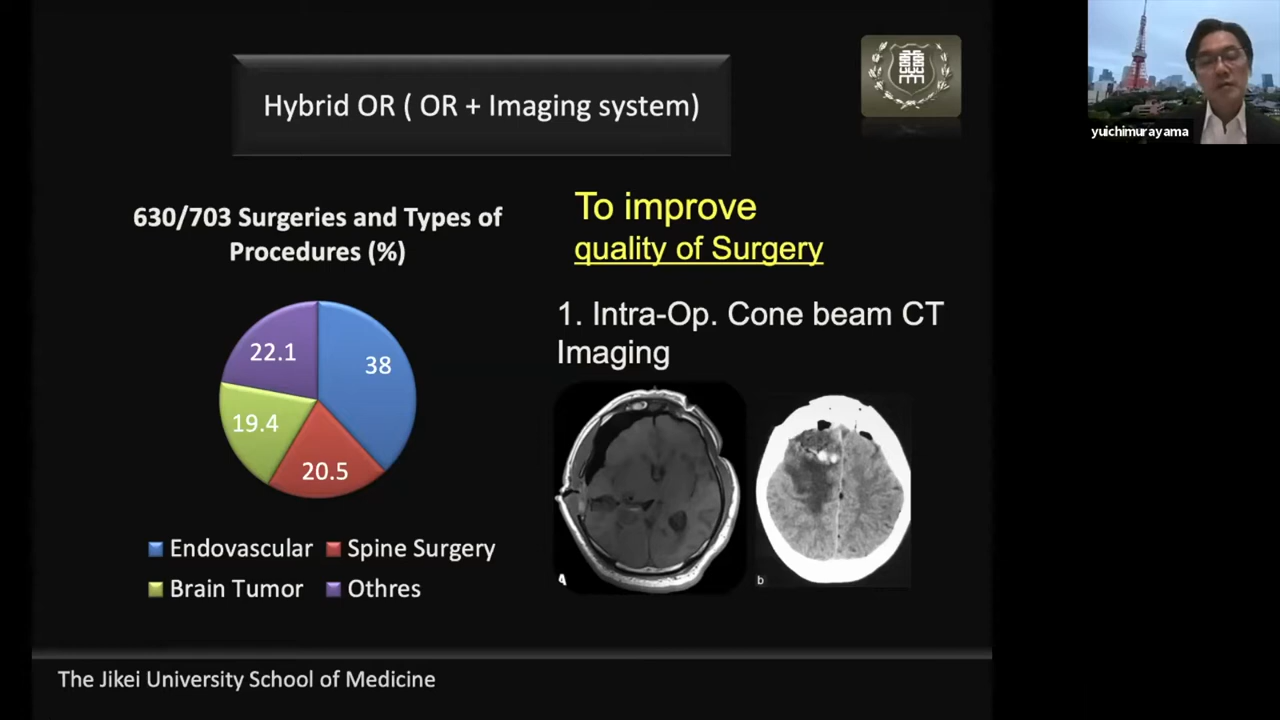 Hybrid OR ( OR + Imaging system)
yuichimurayama
630/703 Surgeries and Types of
Procedures (%)
22.1
38
19.4
20.5
Endovascular
Spine Surgery
Brain Tumor
Othres
To improve
quality of Surgery
1. Intra-Op. Cone beam CT
Imaging
A
b
The Jikei University School of Medicine